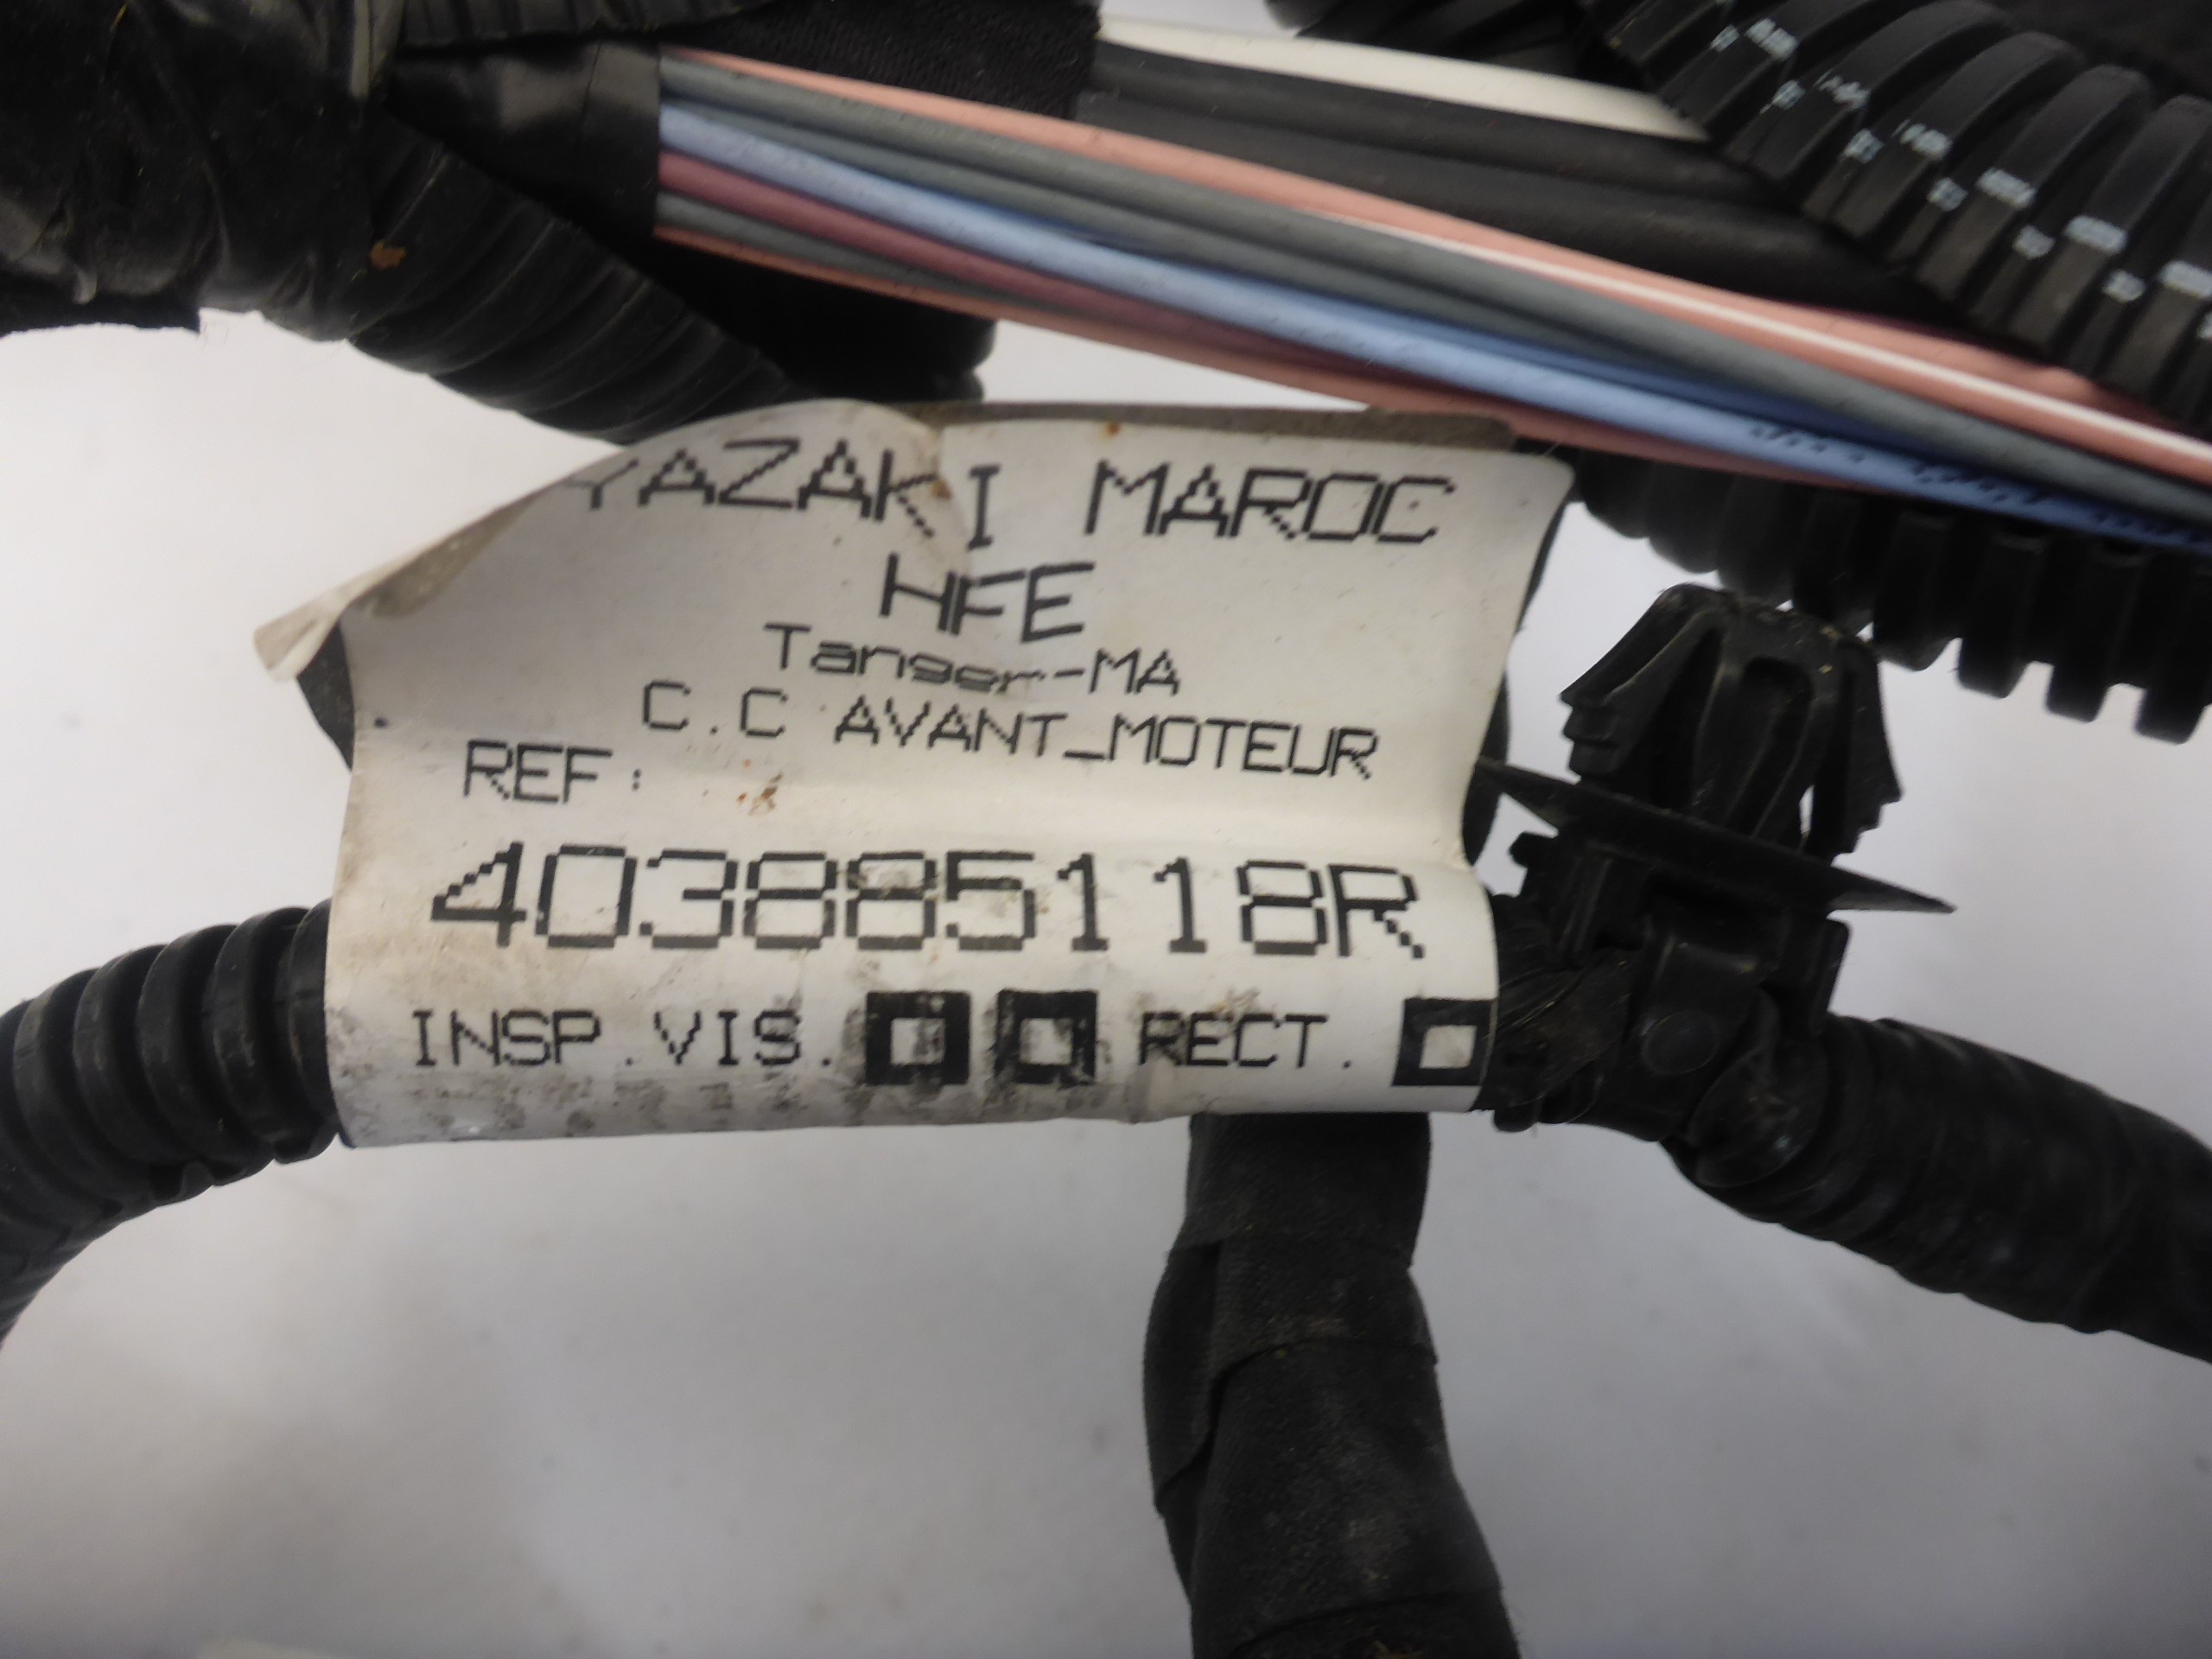 YAZAKI MAROC
HFE
Tanger-MA
C.C AVANT_MOTEUR
REF:
403885118R
INSP.VIS. RECT.